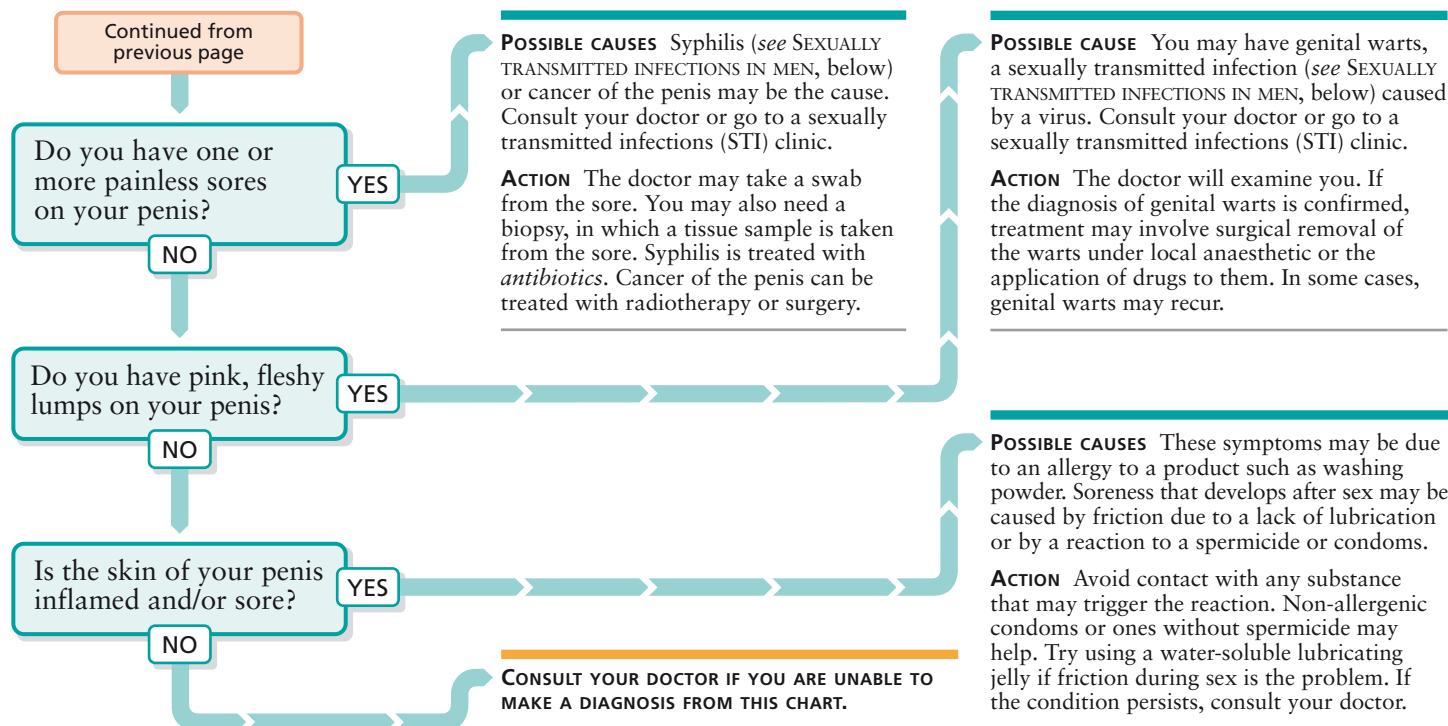 Continued from
previous page
Do you have one or
more painless sores
on your penis?
YES
NO
POSSIBLE CAUSES Syphilis (see SEXUALLY
TRANSMITTED INFECTIONS IN MEN, below)
or cancer of the penis may be the cause.
Consult your doctor or go to a sexually
transmitted infections (STI) clinic.
ACTION The doctor may take a swab
from the sore. You may also need a
biopsy, in which a tissue sample is taken
from the sore. Syphilis is treated with
antibiotics. Cancer of the penis can be
treated with radiotherapy or surgery.
Do you have pink, fleshy
lumps on your penis?
YES
NO
POSSIBLE CAUSE You may have genital warts,
a sexually transmitted infection (see SEXUALLY
TRANSMITTED INFECTIONS IN MEN, below) caused
by a virus. Consult your doctor or go to a
sexually transmitted infections (STI) clinic.
ACTION The doctor will examine you. If
the diagnosis of genital warts is confirmed,
treatment may involve surgical removal of
the warts under local anaesthetic or the
application of drugs to them. In some cases,
genital warts may recur.
Is the skin of your penis
inflamed and/or sore?
YES
NO
POSSIBLE CAUSES These symptoms may be due
to an allergy to a product such as washing
powder. Soreness that develops after sex may be
caused by friction due to a lack of lubrication
or by a reaction to a spermicide or condoms.
ACTION Avoid contact with any substance
that may trigger the reaction. Non-allergenic
condoms or ones without spermicide may
help. Try using a water-soluble lubricating
jelly if friction during sex is the problem. If
the condition persists, consult your doctor.
CONSULT YOUR DOCTOR IF YOU ARE UNABLE TO
MAKE A DIAGNOSIS FROM THIS CHART.